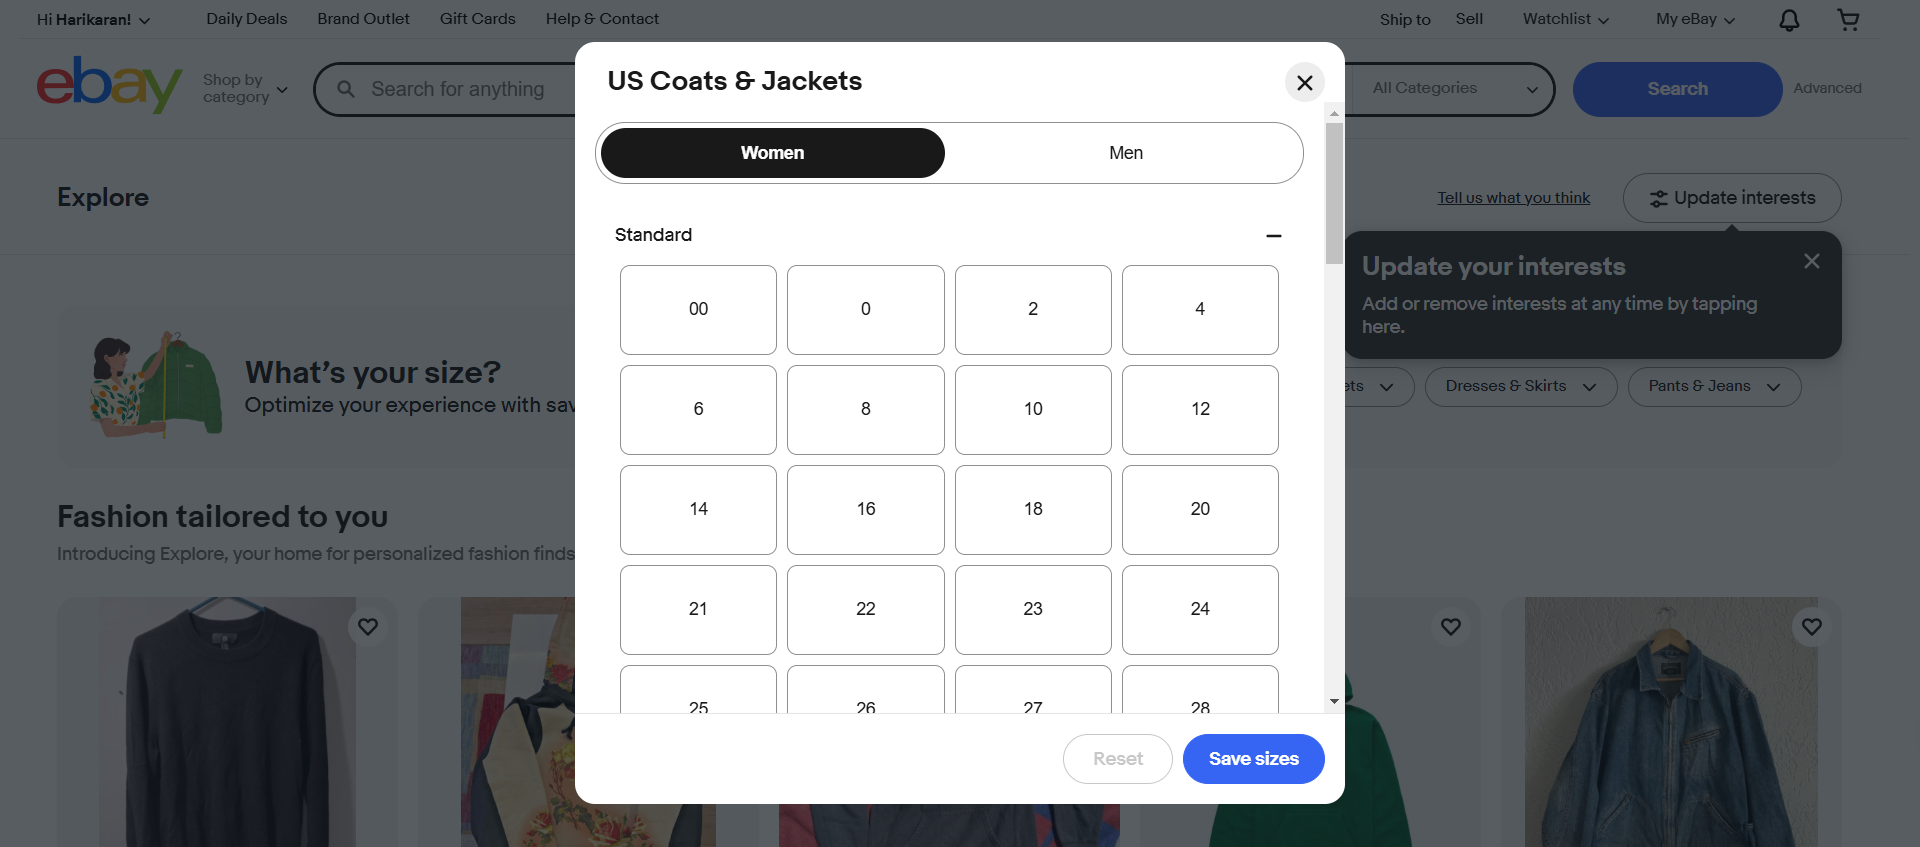 Hi Harikaran!
Daily Deals
Brand Outlet
Gift Cards
Help & Contact
Ship to
Sell
Watchlist
My eBay
ebay
Shop by
category
Search for anything
All Categories
Search
Advanced
US Coats & Jackets
Women
Men
Explore
Tell us what you think
Update interests
Update your interests
Add or remove interests at any time by tapping
here.
Standard
00
0
2
4
6
8
10
12
14
16
18
20
21
22
23
24
25
26
27
28
What's your size?
Optimize your experience with sav
ets
Dresses & Skirts
Pants & Jeans
Fashion tailored to you
Introducing Explore, your home for personalized fashion finds
Reset
Save sizes